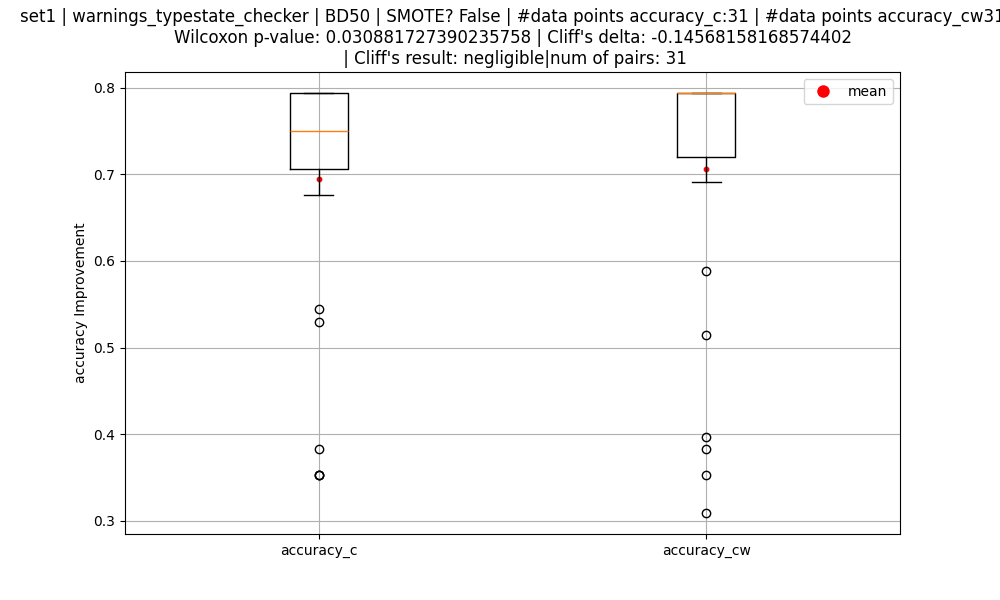 set1 | warnings_typestate_checker | BD50 | SMOTE? False | #data points accuracy_c:31 | #data points accuracy_cw31
Wilcoxon p-value: 0.030881727390235758 | Cliff's delta: -0.14568158168574402
| Cliff's result: negligible|num of pairs: 31
mean
0.8
0.7
0.6
0.5
0.4
0.3
accuracy Improvement
accuracy_c
accuracy_cw